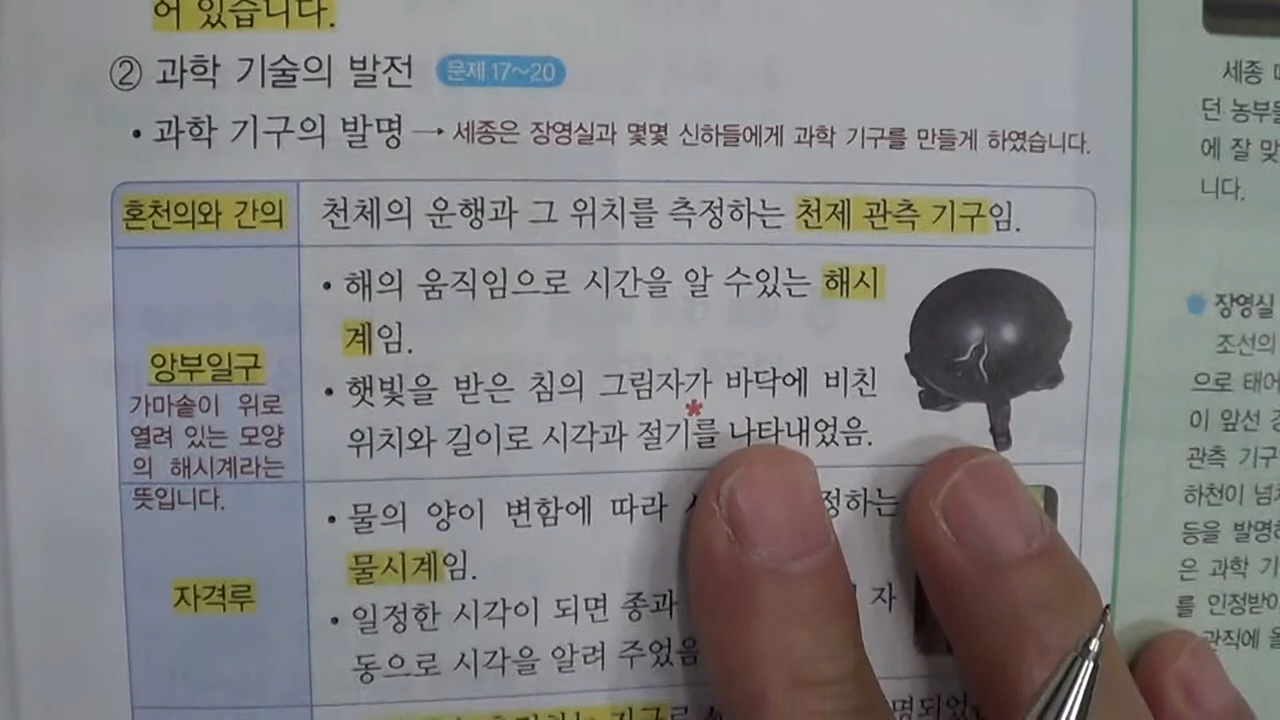 어 있습니다.
② 과학 기술의 발전 문제 17~20
• 과학 기구의 발명 → 세종은 장영실과 몇몇 신하들에게 과학 기구를 만들게 하였습니다.
혼천의와 간의
천체의 운행과 그 위치를 측정하는 천제 관측 기구임.
앙부일구
가마솥이 위로
열려 있는 모양
의 해시계라는
뜻입니다.
• 해의 움직임으로 시간을 알 수있는 해시
계임.
• 햇빛을 받은 침의 그림자가 바닥에 비친
위치와 길이로 시각과 절기를 나타내었음.
*
자격루
• 물의 양이 변함에 따라 정하는
물시계임.
• 일정한 시각이 되면 종과 자
동으로 시각을 알려 주었음
명되었
세종
던 농부들
에 잘 맞
니다.
장영실
조선의
으로 태어
이 앞선
관측 기구
하천이 넘
등을 발명
은 과학 기
를 인정받아
관직에